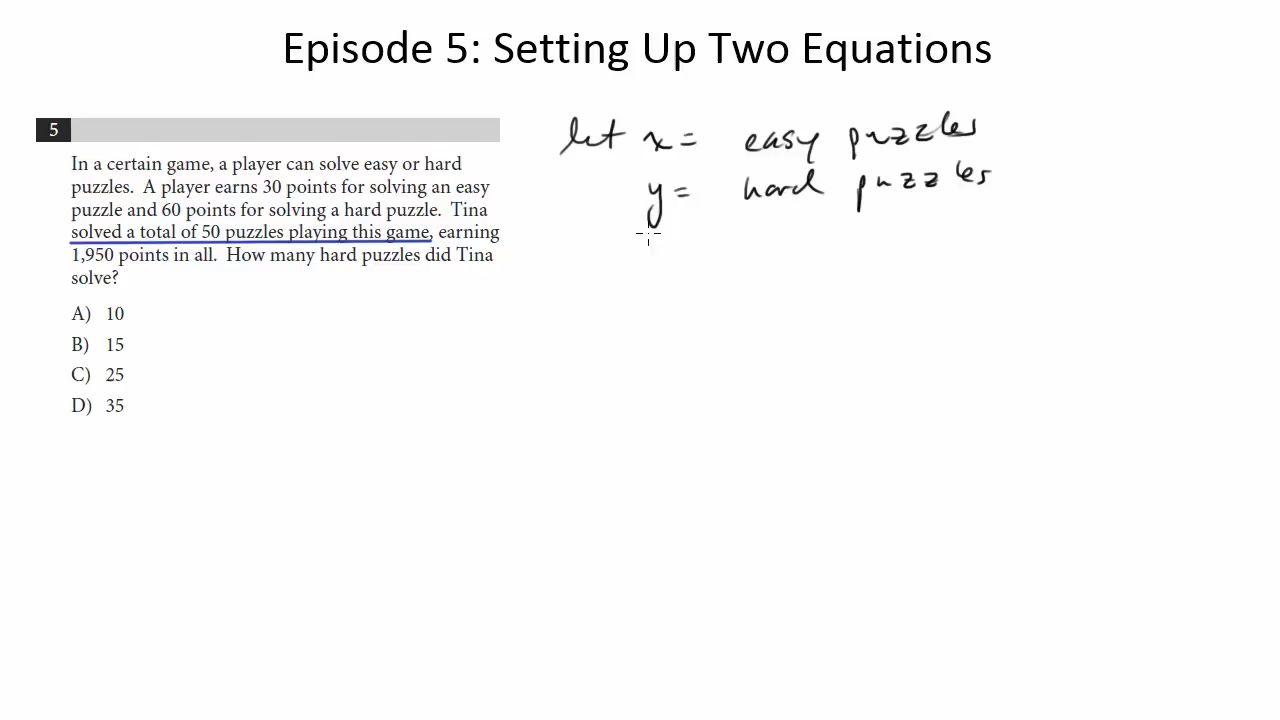 Episode 5: Setting Up Two Equations
5
In a certain game, a player can solve easy or hard
puzzles. A player earns 30 points for solving an easy
puzzle and 60 points for solving a hard puzzle. Tina
solved a total of 50 puzzles playing this game, earning
1,950 points in all. How many hard puzzles did Tina
solve?
A) 10
B) 15
C) 25
D) 35
let x = easy puzzles
y = hard puzzles